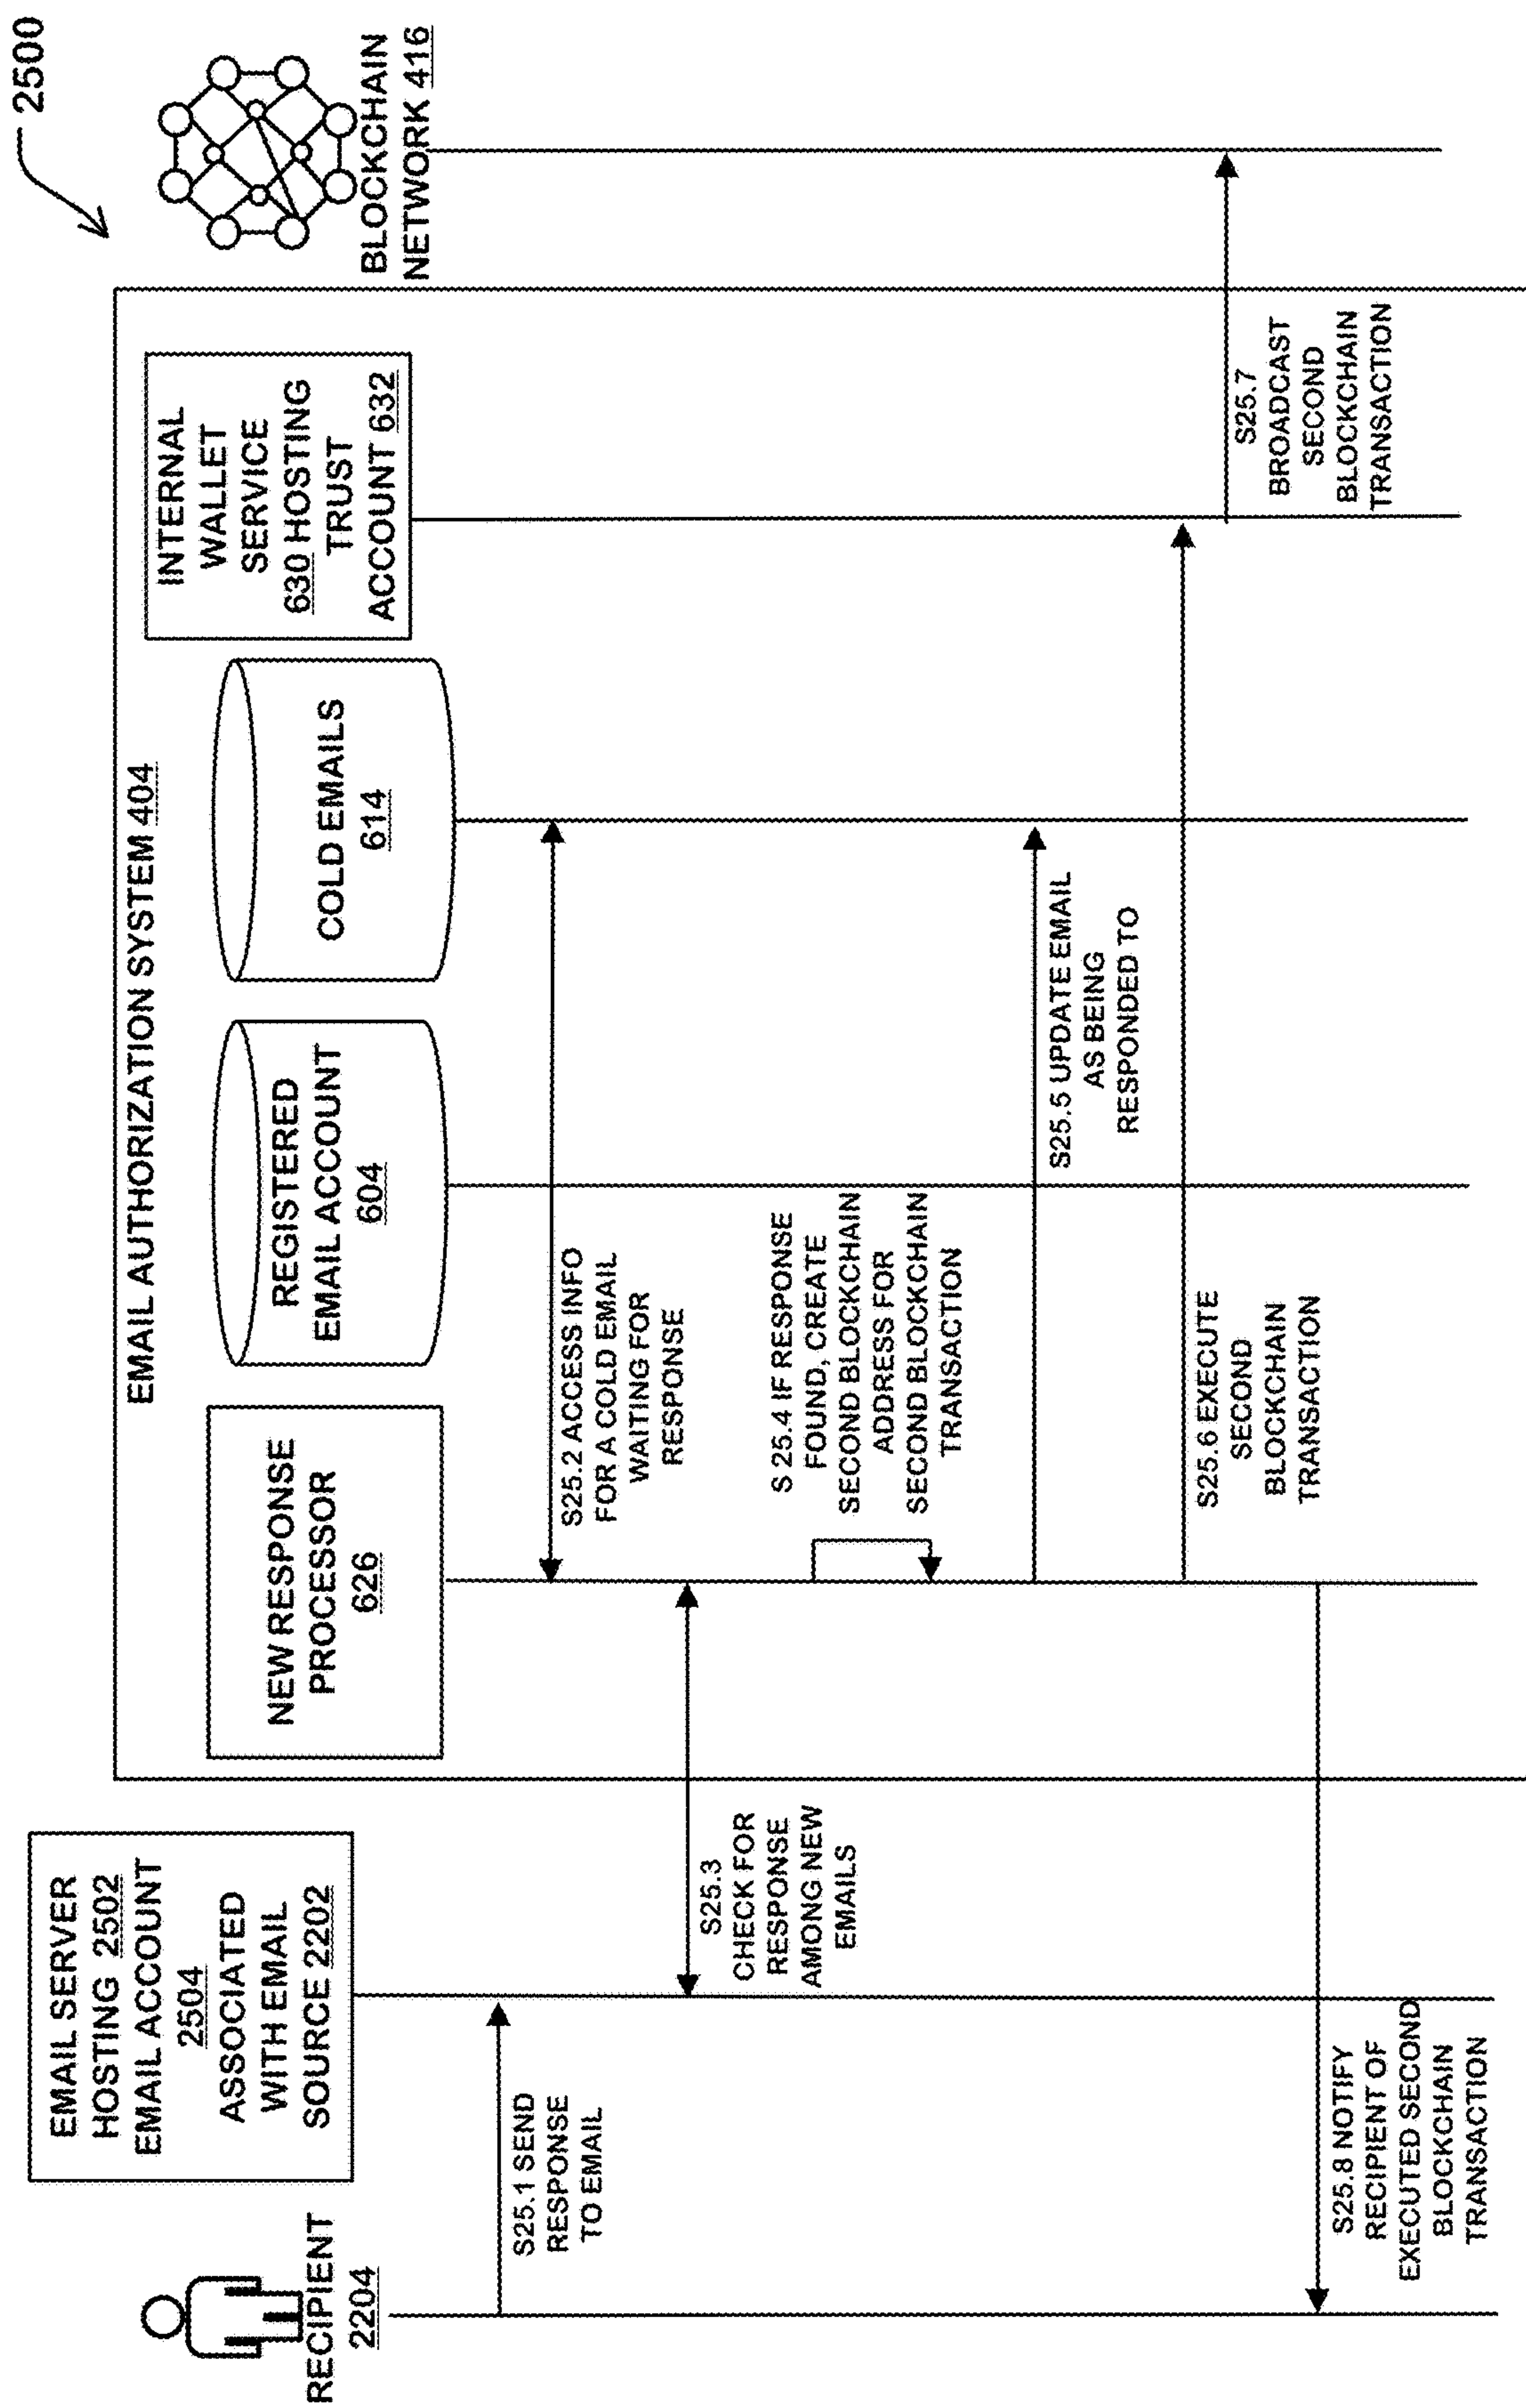 2500
EMAIL AUTHORIZATION SYSTEM 404
RECIPIENT
2204
EMAIL SERVER
HOSTING 2502
EMAIL ACCOUNT
2504
ASSOCIATED
WITH EMAIL
SOURCE 2202
NEW RESPONSE
PROCESSOR
626
REGISTERED
EMAIL ACCOUNT
604
COLD EMAILS
614
INTERNAL
WALLET
SERVICE
630 HOSTING
TRUST
ACCOUNT 632
BLOCKCHAIN
NETWORK 416
S25.1 SEND
RESPONSE
TO EMAIL
S25.2 ACCESS INFO
FOR A COLD EMAIL
WAITING FOR
RESPONSE
S25.3
CHECK FOR
RESPONSE
AMONG NEW
EMAILS
S 25.4 IF RESPONSE
FOUND, CREATE
SECOND BLOCKCHAIN
ADDRESS FOR
SECOND BLOCKCHAIN
TRANSACTION
S25.5 UPDATE EMAIL
AS BEING
RESPONDED TO
S25.6 EXECUTE
SECOND
BLOCKCHAIN
TRANSACTION
S25.7
BROADCAST
SECOND
BLOCKCHAIN
TRANSACTION
S25.8 NOTIFY
RECIPIENT OF
EXECUTED SECOND
BLOCKCHAIN
TRANSACTION